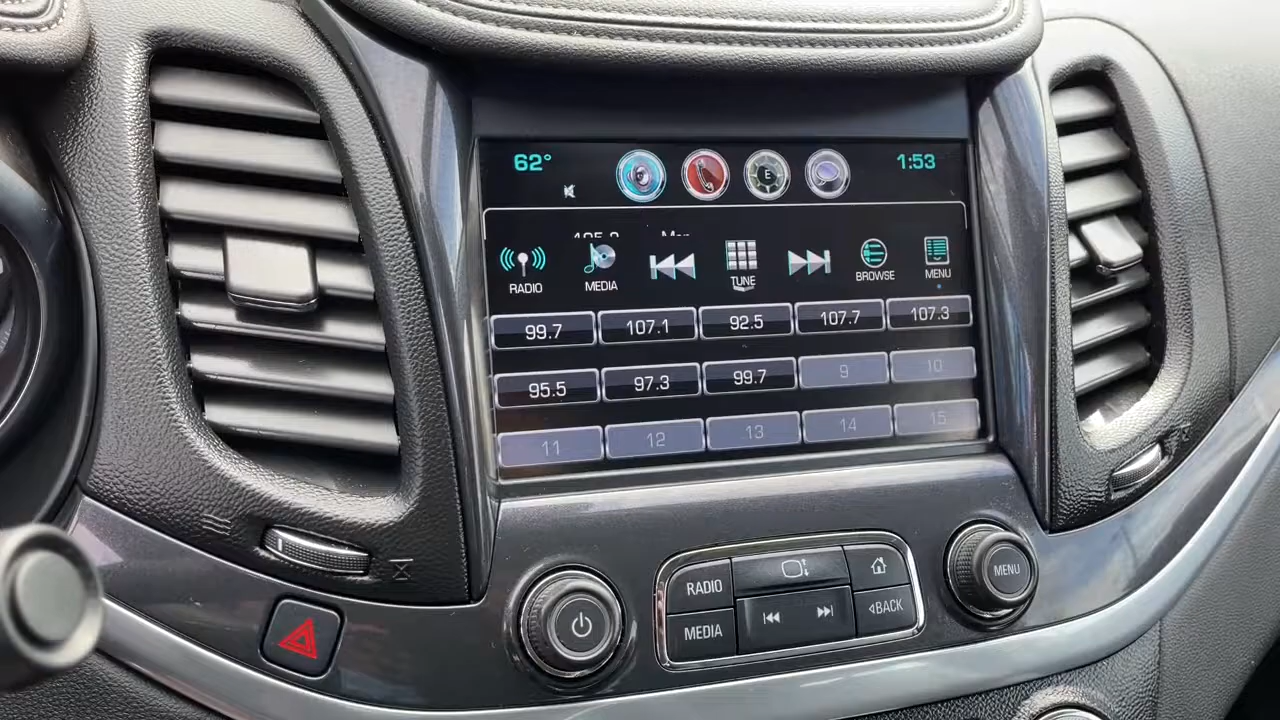 62° 1:53
E
RADIO MEDIA TUNE BROWSE MENU
99.7 107.1 92.5 107.7 107.3
95.5 97.3 99.7 9 10
11 12 13 14 15
RADIO
MEDIA
BACK
MENU